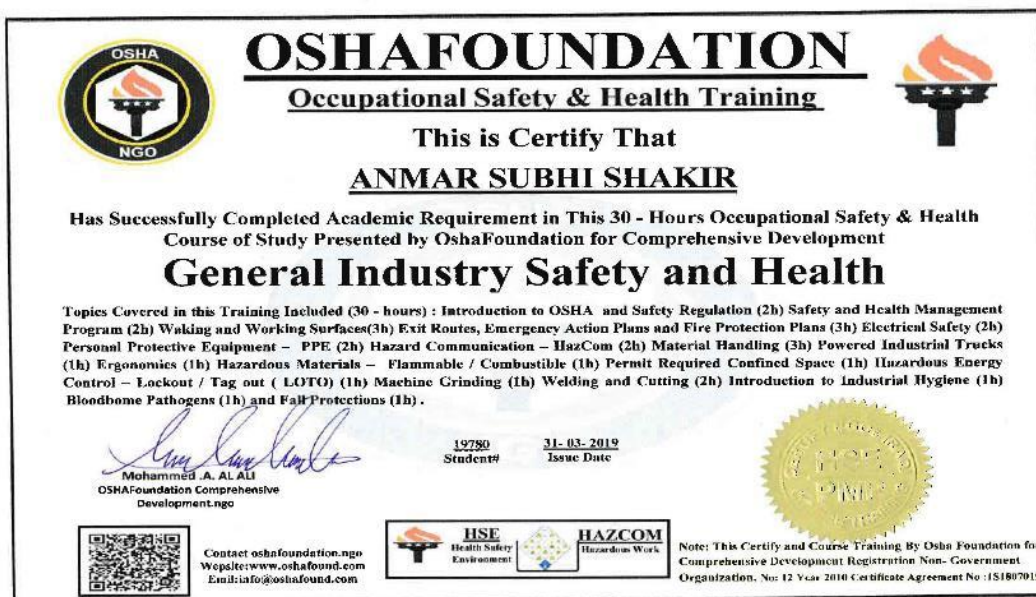 OSHA
NGO
OSHAFOUNDATION
Occupational Safety & Health Training
This is Certify That
ANMAR SUBHI SHAKIR
Has Successfully Completed Academic Requirement in This 30 - Hours Occupational Safety & Health
Course of Study Presented by OshaFoundation for Comprehensive Development
General Industry Safety and Health
Topics Covered in this Training Included (30 - hours) : Introduction to OSHA and Safety Regulation (2h) Safety and Health Management
Program (2h) Waking and Working Surfaces(3h) Exit Routes, Emergency Action Plans and Fire Protection Plans (3h) Electrical Safety (2h)
Personal Protective Equipment – PPE (2h) Hazard Communication – HazCom (2h) Material Handling (3h) Powered Industrial Trucks
(1h) Ergonomics (1h) Hazardous Materials – Flammable / Combustible (1h) Permit Required Confined Space (1h) Hazardous Energy
Control – Lockout / Tag out ( LOTO) (1h) Machine Grinding (1h) Welding and Cutting (2h) Introduction to Industrial Hygiene (1h)
Bloodborne Pathogens (1h) and Fall Protections (1h) .
Mohammed .A. AL ALI
OSHAFoundation Comprehensive
Development.ngo
19780
Student#
31- 03- 2019
Issue Date
Contact oshafoundation.ngo
Wepsite:www.oshafound.com
Emil:info@oshafound.com
HSE
Health Safety
Environment
HAZCOM
Hazardous Work
Note: This Certify and Course Training By Osha Foundation for
Comprehensive Development Registration Non- Government
Organization. No: 12 Year 2010 Certificate Agreement No :